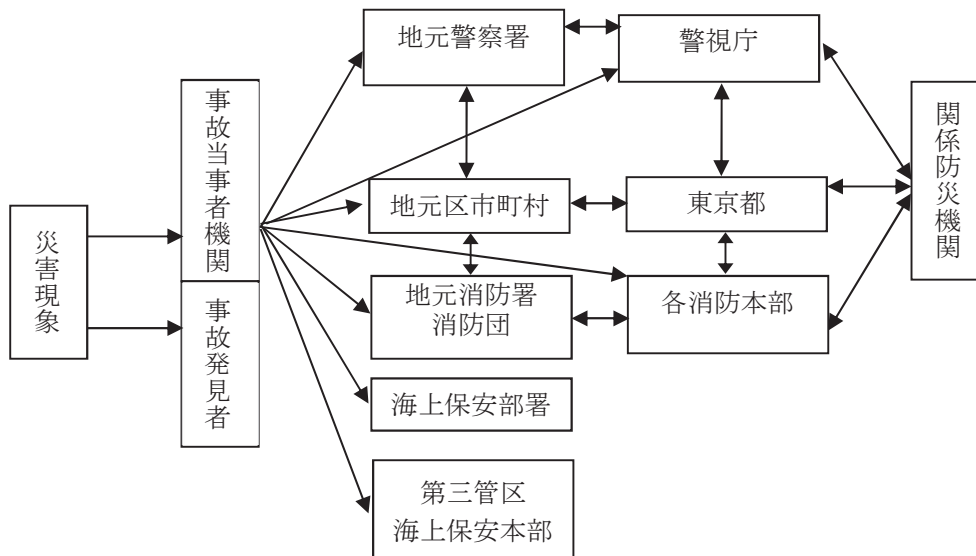 災害現象
事故当事者機関
事故発見者
地元警察署
警視庁
地元区市町村
東京都
地元消防署
消防団
各消防本部
海上保安部署
第三管区
海上保安本部
関係防災機関